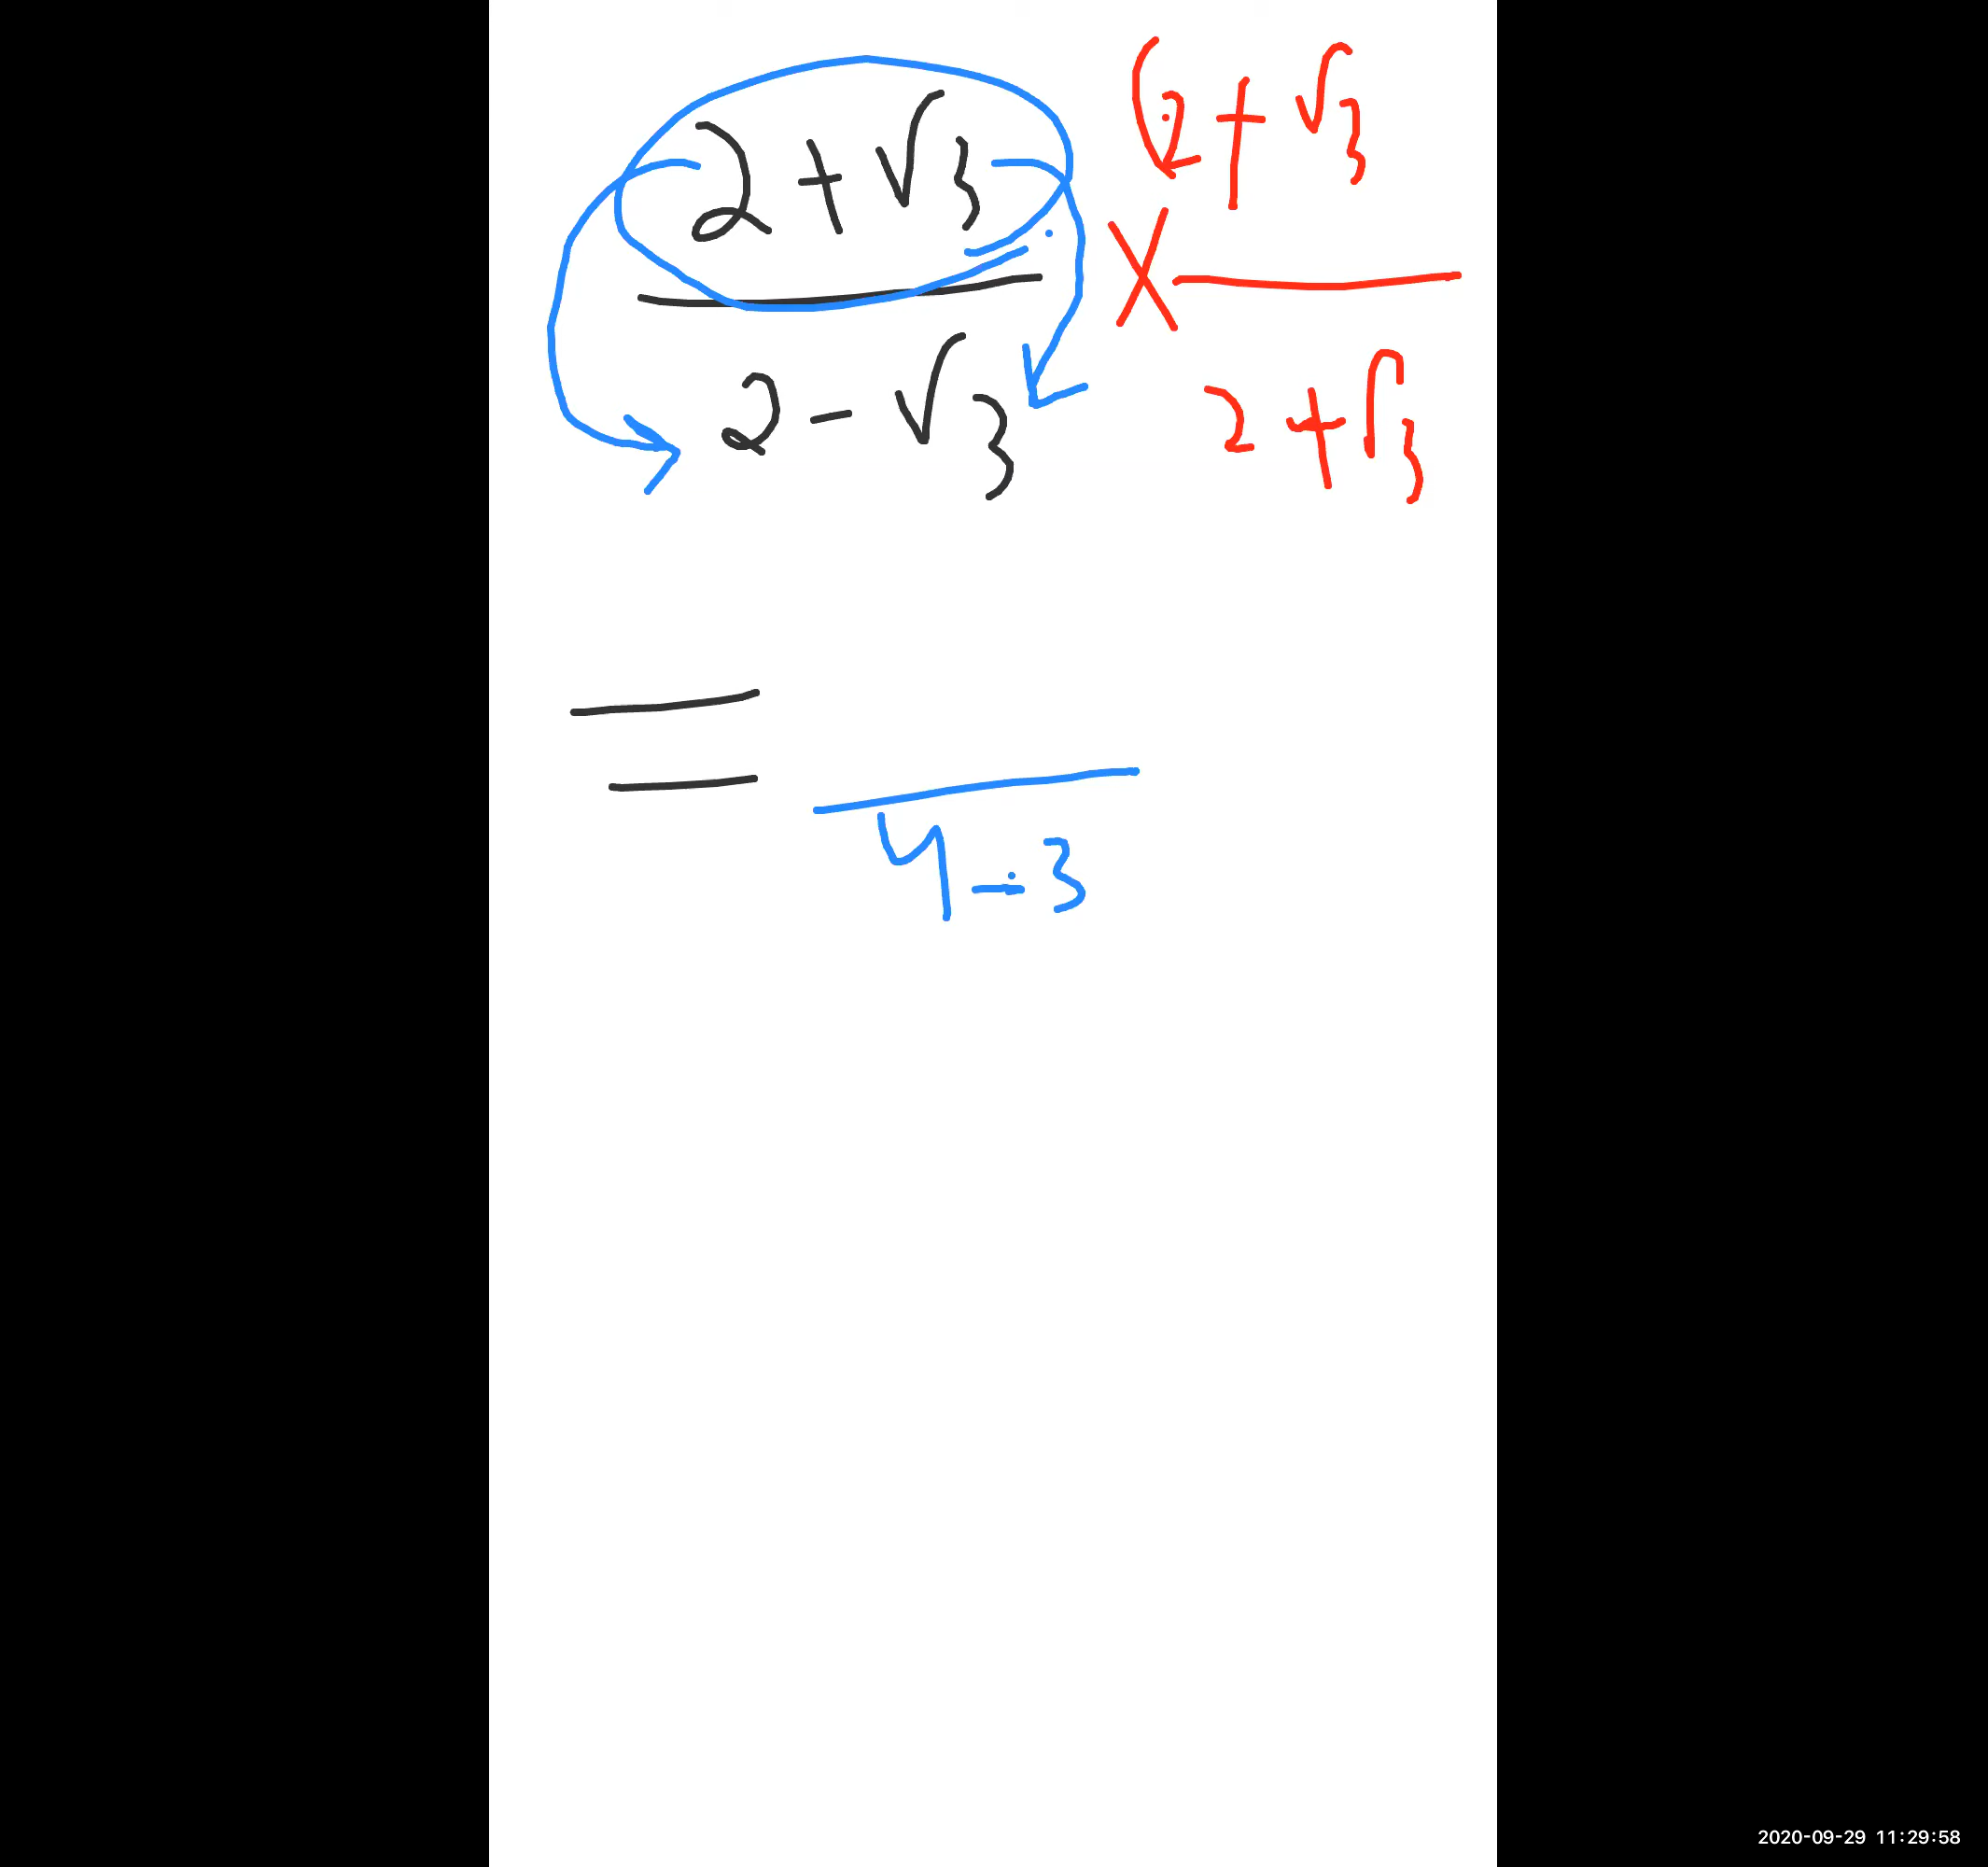 2 + √3
2 - √3
(2 + √3
×
2 + √3
=
4 - 3
2020-09-29 11:29:58